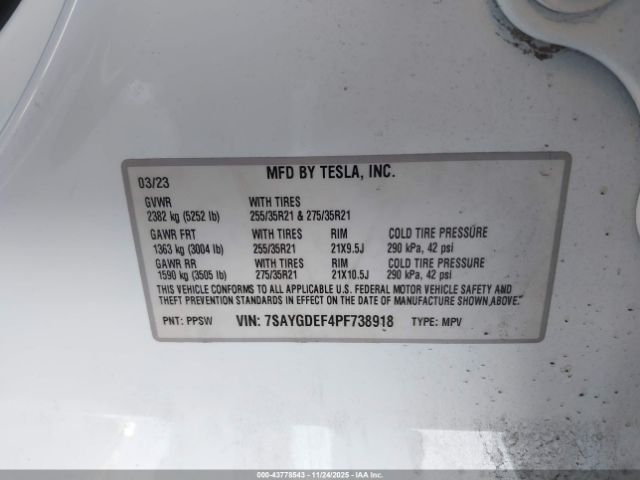 MFD BY TESLA, INC.
03/23
GVWR WITH TIRES
2382 kg (5252 lb) 255/35R21 & 275/35R21
GAWR FRT WITH TIRES RIM COLD TIRE PRESSURE
1363 kg (3004 lb) 255/35R21 21X9.5J 290 kPa, 42 psi
GAWR RR WITH TIRES RIM COLD TIRE PRESSURE
1590 kg (3505 lb) 275/35R21 21X10.5J 290 kPa, 42 psi
THIS VEHICLE CONFORMS TO ALL APPLICABLE U.S. FEDERAL MOTOR VEHICLE SAFETY AND
THEFT PREVENTION STANDARDS IN EFFECT ON THE DATE OF MANUFACTURE SHOWN ABOVE.
PNT: PPSW VIN: 7SAYGDEF4PF738918 TYPE: MPV
000-43778543 - 11/24/2025 - IAAI.COM